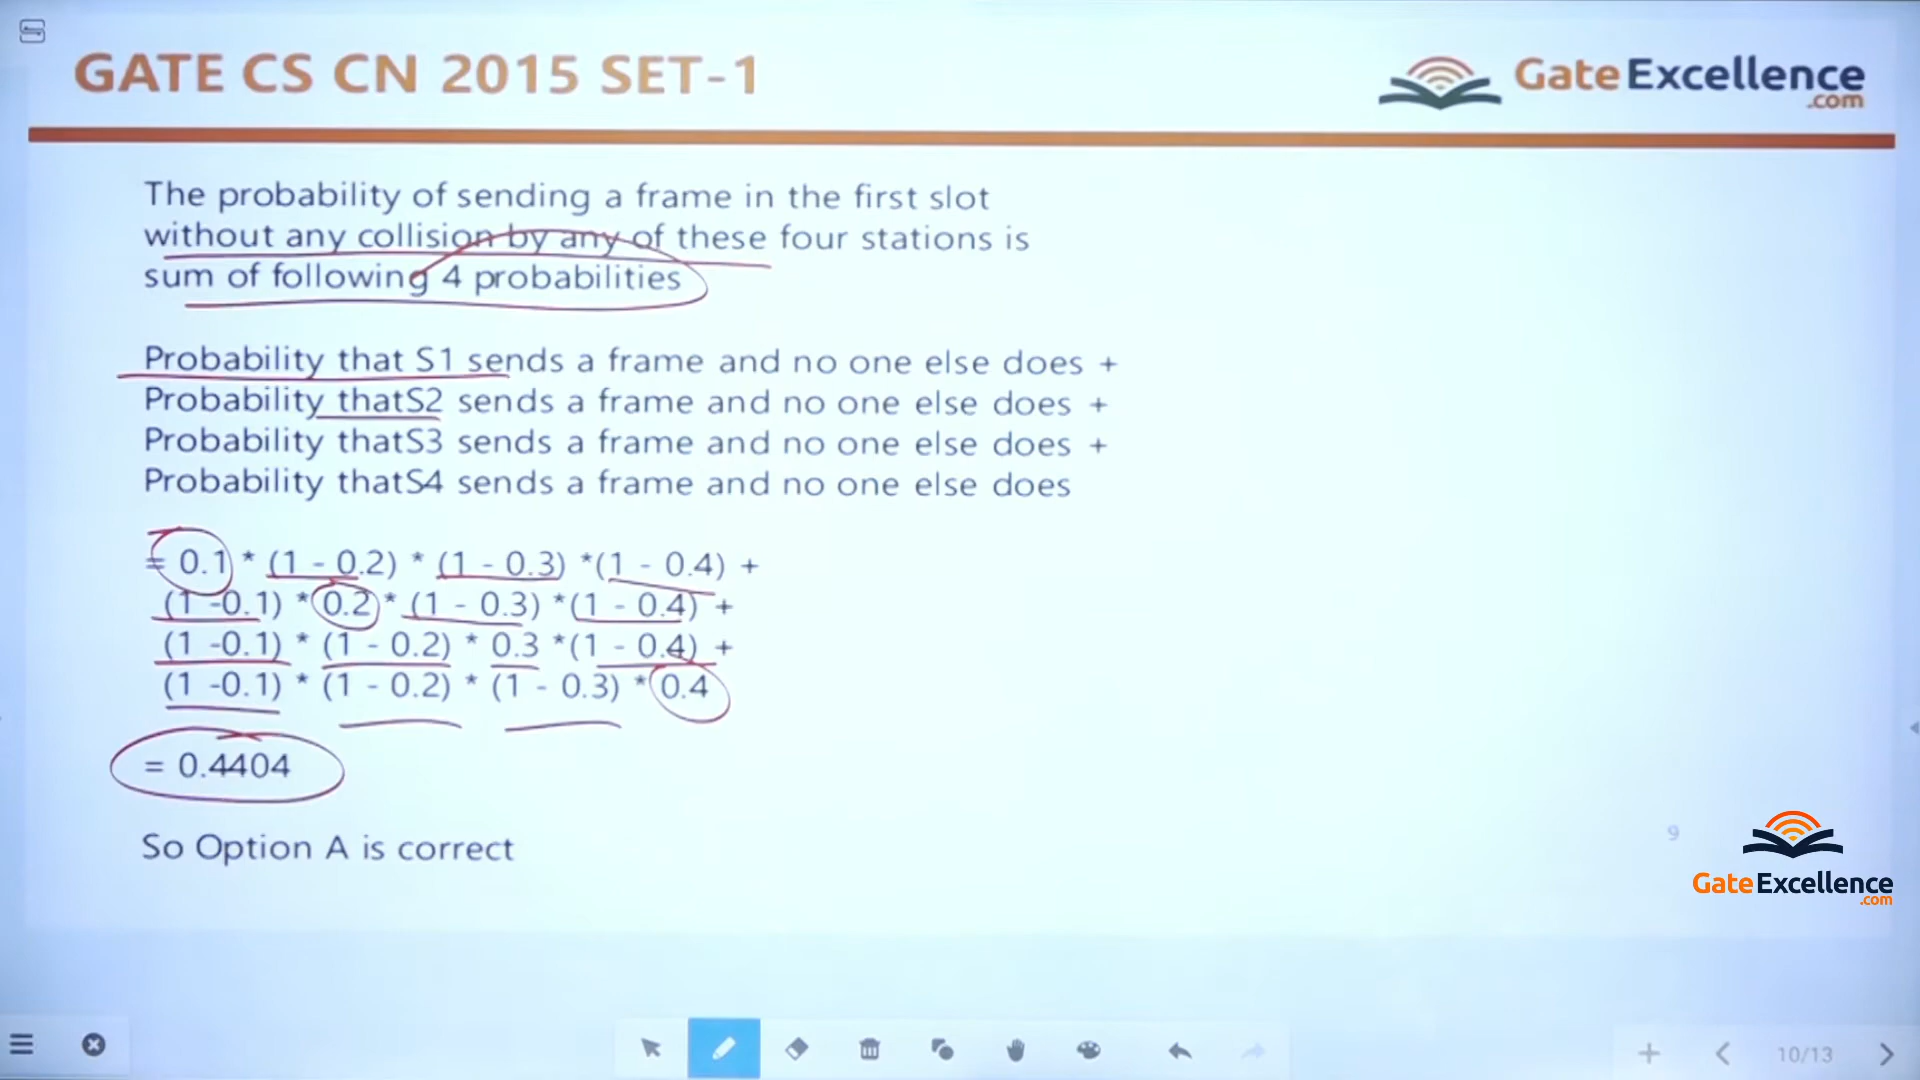 GATE CS CN 2015 SET-1
GateExcellence
.com
The probability of sending a frame in the first slot
without any collision by any of these four stations is
sum of following 4 probabilities
Probability that S1 sends a frame and no one else does +
Probability thatS2 sends a frame and no one else does +
Probability thatS3 sends a frame and no one else does +
Probability thatS4 sends a frame and no one else does
= 0.1 * (1 - 0.2) * (1 - 0.3) *(1 - 0.4) +
(1 -0.1) * 0.2 * (1 - 0.3) *(1 - 0.4) +
(1 -0.1) * (1 - 0.2) * 0.3 *(1 - 0.4) +
(1 -0.1) * (1 - 0.2) * (1 - 0.3) * 0.4
= 0.4404
So Option A is correct
9
GateExcellence
.com
10/13